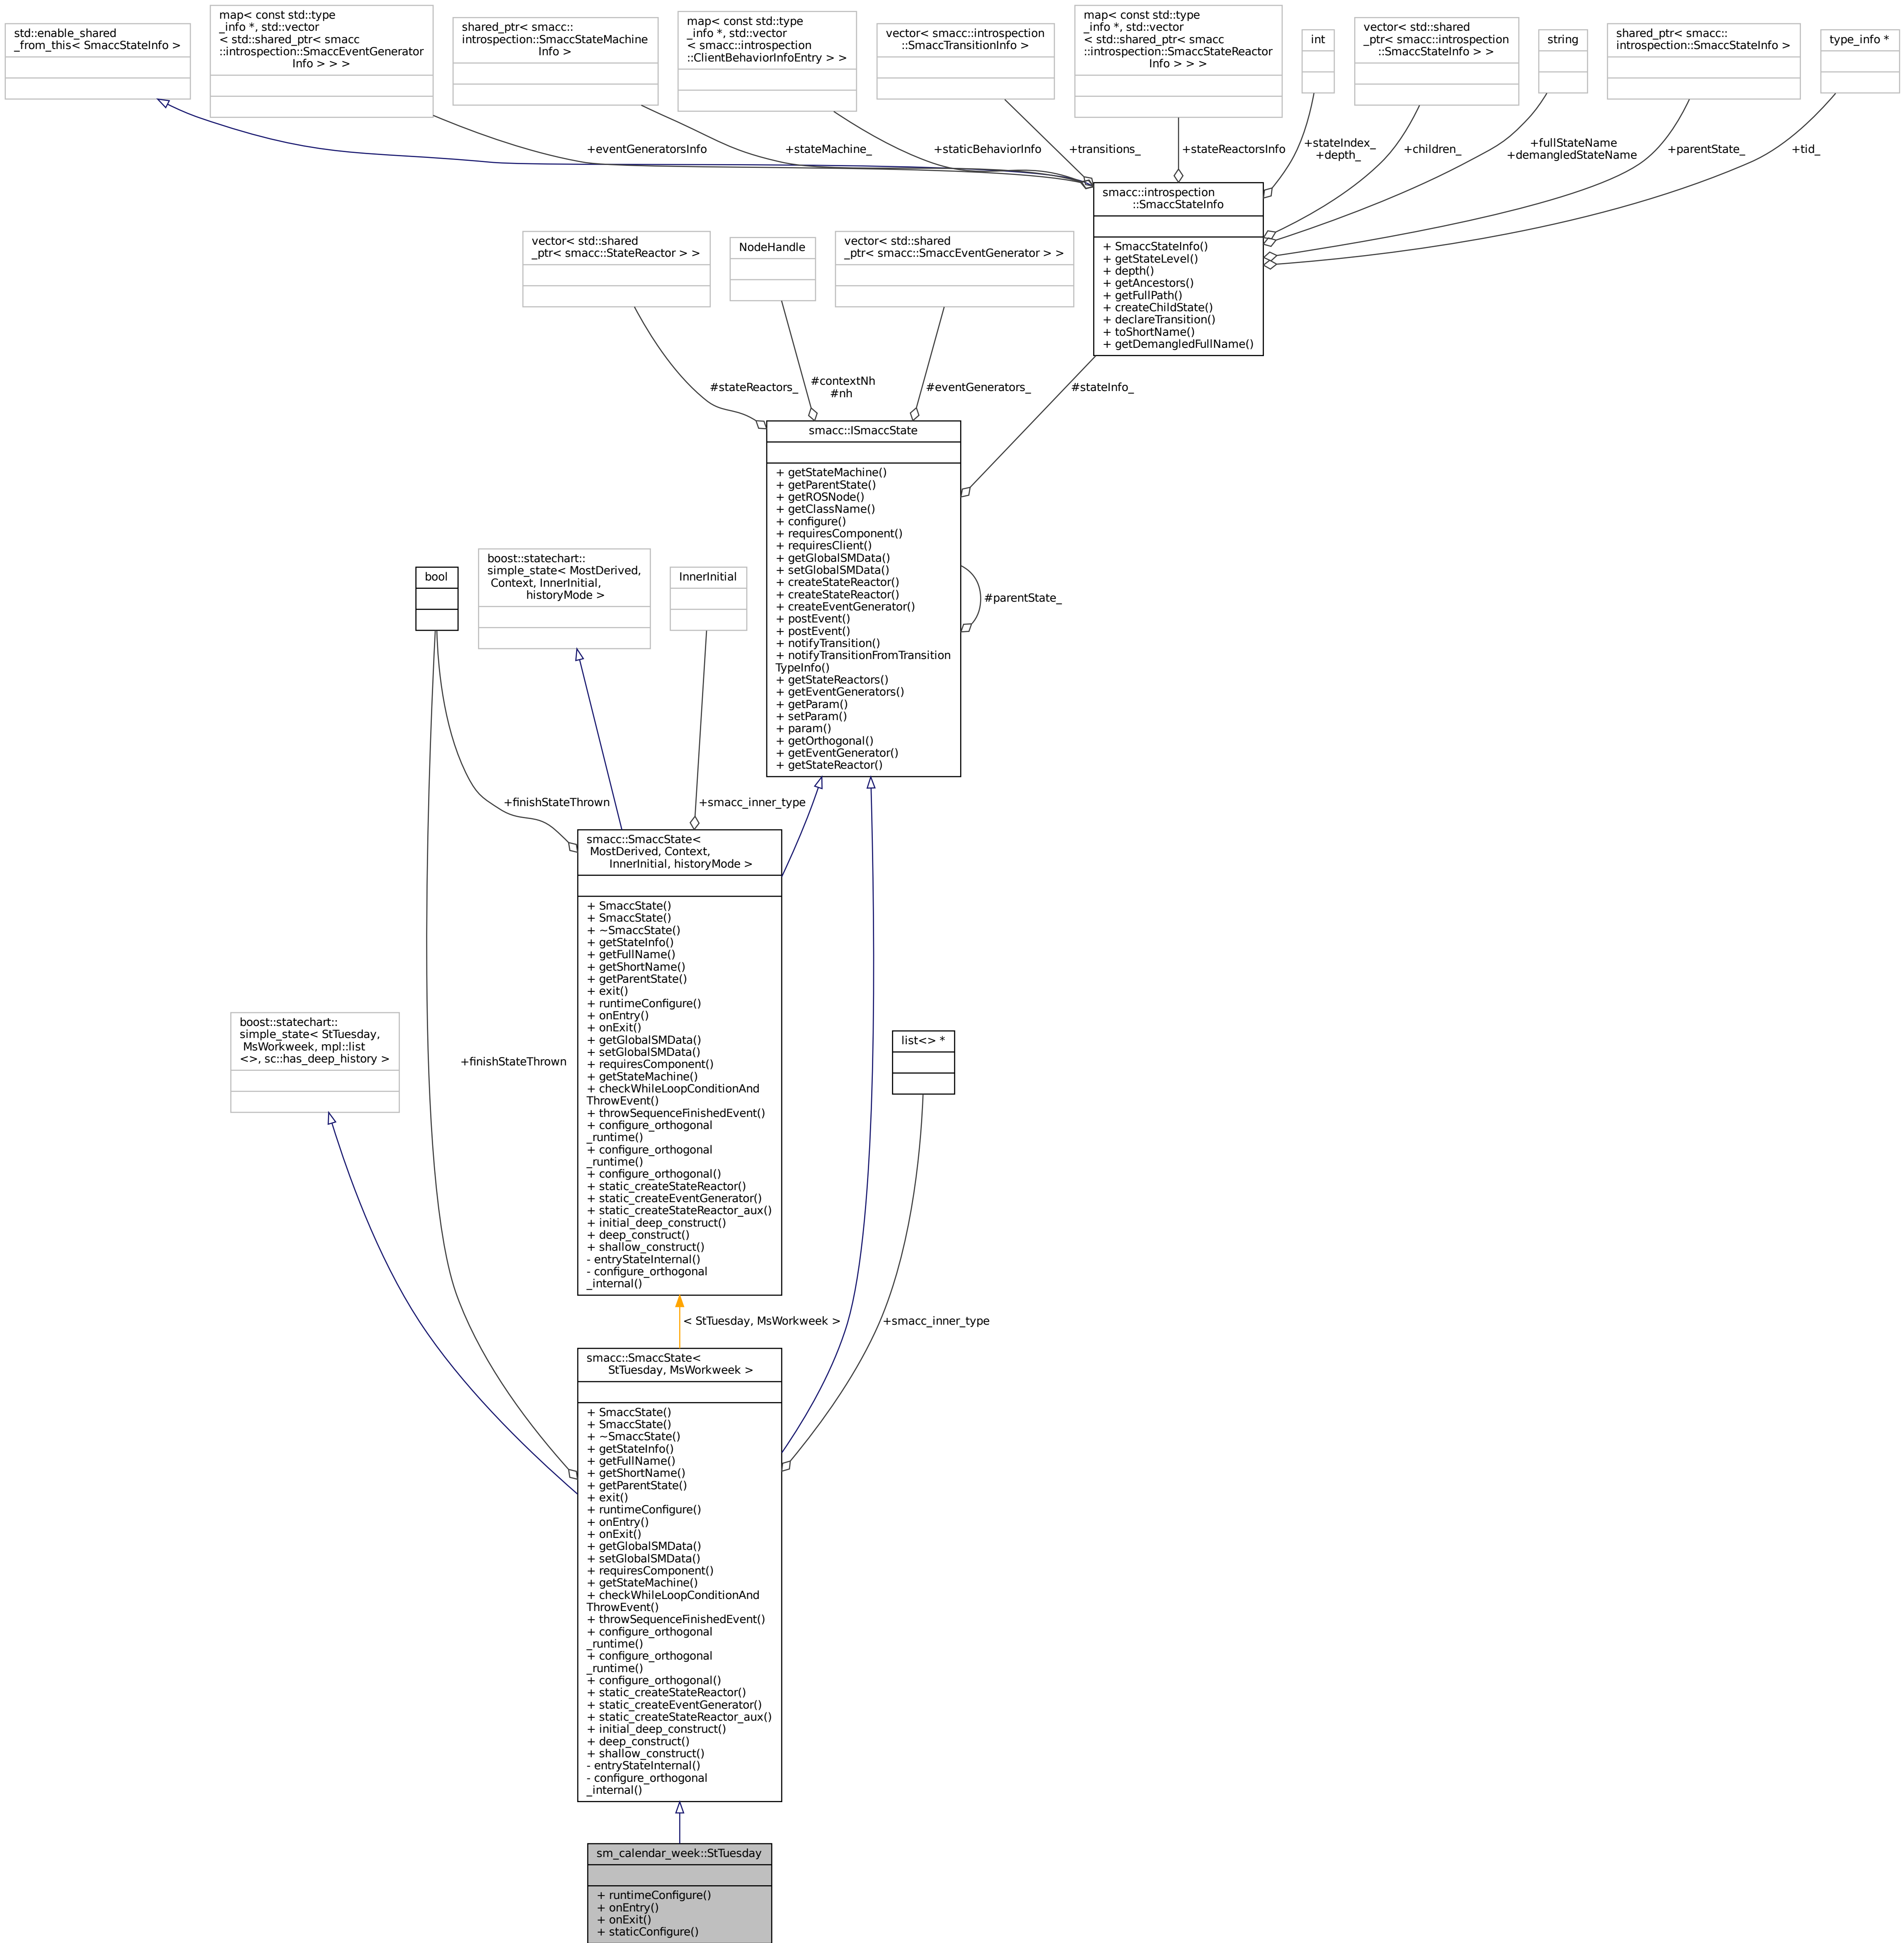 std::enable_shared
_from_this< SmaccStateInfo >
map< const std::type
_info *, std::vector
< std::shared_ptr< smacc
::introspection::SmaccEventGenerator
Info > > >
shared_ptr< smacc::
introspection::SmaccStateMachine
Info >
map< const std::type
_info *, std::vector
< smacc::introspection
::ClientBehaviorInfoEntry > >
vector< smacc::introspection
::SmaccTransitionInfo >
map< const std::type
_info *, std::vector
< std::shared_ptr< smacc
::introspection::SmaccStateReactor
Info > > >
int
vector< std::shared
_ptr< smacc::introspection
::SmaccStateInfo > >
string
shared_ptr< smacc::
introspection::SmaccStateInfo >
type_info *
+eventGeneratorsInfo
+stateMachine_
+staticBehaviorInfo
+transitions_
+stateReactorsInfo
+stateIndex_
+depth_
+children_
+fullStateName
+demangledStateName
+parentState_
+tid_
smacc::introspection
::SmaccStateInfo
+ SmaccStateInfo()
+ getStateLevel()
+ depth()
+ getAncestors()
+ getFullPath()
+ createChildState()
+ declareTransition()
+ toShortName()
+ getDemangledFullName()
vector< std::shared
_ptr< smacc::StateReactor > >
NodeHandle
vector< std::shared
_ptr< smacc::SmaccEventGenerator > >
#stateReactors_
#contextNh
#nh
#eventGenerators_
#stateInfo_
smacc::ISmaccState
+ getStateMachine()
+ getParentState()
+ getROSNode()
+ getClassName()
+ configure()
+ requiresComponent()
+ requiresClient()
+ getGlobalSMData()
+ setGlobalSMData()
+ createStateReactor()
+ createStateReactor()
+ createEventGenerator()
+ postEvent()
+ postEvent()
+ notifyTransition()
+ notifyTransitionFromTransition
TypeInfo()
+ getStateReactors()
+ getEventGenerators()
+ getParam()
+ setParam()
+ param()
+ getOrthogonal()
+ getEventGenerator()
+ getStateReactor()
#parentState_
bool
boost::statechart::
simple_state< MostDerived,
Context, InnerInitial,
historyMode >
InnerInitial
+finishStateThrown
+smacc_inner_type
smacc::SmaccState<
MostDerived, Context,
InnerInitial, historyMode >
+ SmaccState()
+ SmaccState()
+ ~SmaccState()
+ getStateInfo()
+ getFullName()
+ getShortName()
+ getParentState()
+ exit()
+ runtimeConfigure()
+ onEntry()
+ onExit()
+ getGlobalSMData()
+ setGlobalSMData()
+ requiresComponent()
+ getStateMachine()
+ checkWhileLoopConditionAnd
ThrowEvent()
+ throwSequenceFinishedEvent()
+ configure_orthogonal
_runtime()
+ configure_orthogonal
_runtime()
+ configure_orthogonal()
+ static_createStateReactor()
+ static_createEventGenerator()
+ static_createStateReactor_aux()
+ initial_deep_construct()
+ deep_construct()
+ shallow_construct()
- entryStateInternal()
- configure_orthogonal
_internal()
boost::statechart::
simple_state< StTuesday,
MsWorkweek, mpl::list
<>, sc::has_deep_history >
+finishStateThrown
list<> *
< StTuesday, MsWorkweek >
+smacc_inner_type
smacc::SmaccState<
StTuesday, MsWorkweek >
+ SmaccState()
+ SmaccState()
+ ~SmaccState()
+ getStateInfo()
+ getFullName()
+ getShortName()
+ getParentState()
+ exit()
+ runtimeConfigure()
+ onEntry()
+ onExit()
+ getGlobalSMData()
+ setGlobalSMData()
+ requiresComponent()
+ getStateMachine()
+ checkWhileLoopConditionAnd
ThrowEvent()
+ throwSequenceFinishedEvent()
+ configure_orthogonal
_runtime()
+ configure_orthogonal
_runtime()
+ configure_orthogonal()
+ static_createStateReactor()
+ static_createEventGenerator()
+ static_createStateReactor_aux()
+ initial_deep_construct()
+ deep_construct()
+ shallow_construct()
- entryStateInternal()
- configure_orthogonal
_internal()
sm_calendar_week::StTuesday
+ runtimeConfigure()
+ onEntry()
+ onExit()
+ staticConfigure()